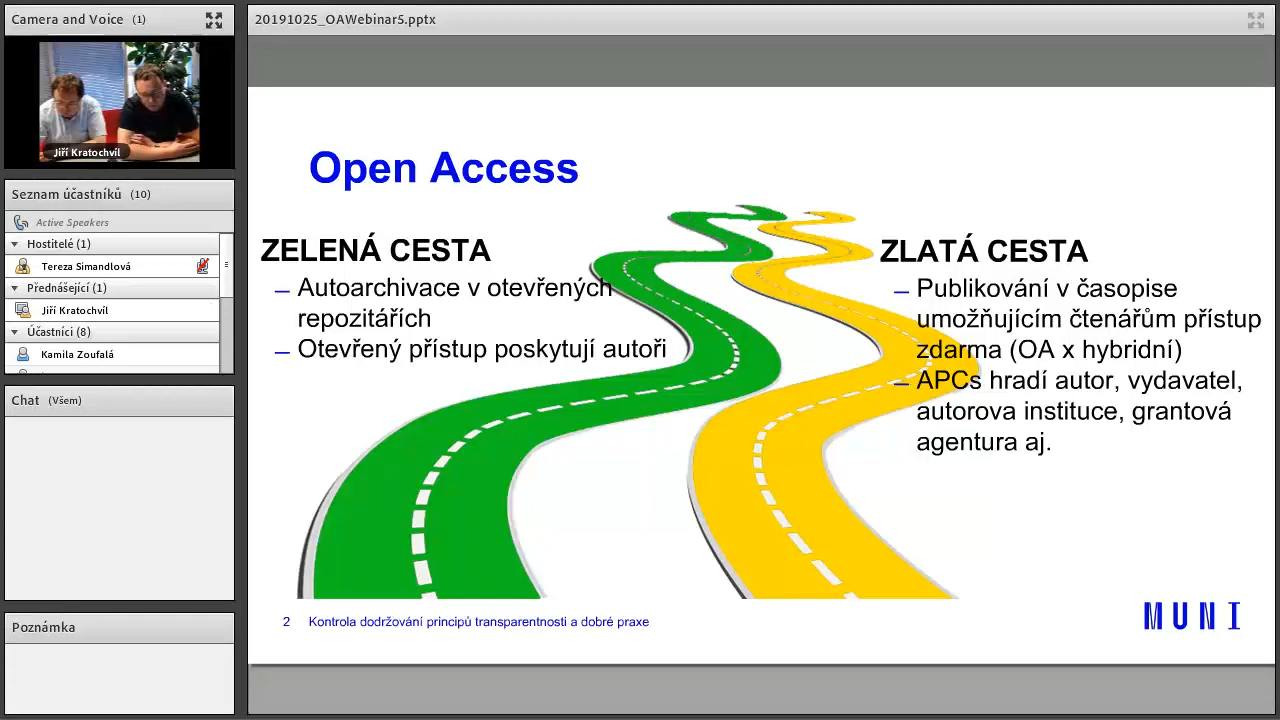 Camera and Voice (1)
Jiří Kratochvíl
Seznam účastníků (10)
Active Speakers
Hostitelé (1)
Tereza Simandlová
Přednášející (1)
Jiří Kratochvíl
Účastníci (8)
Kamila Zoufalá
Chat (Všem)
Poznámka
20191025_OAWebinar5.pptx
Open Access
ZELENÁ CESTA
– Autoarchivace v otevřených
repozitářích
– Otevřený přístup poskytují autoři
ZLATÁ CESTA
– Publikování v časopise
umožňujícím čtenářům přístup
zdarma (OA x hybridní)
– APCs hradí autor, vydavatel,
autorova instituce, grantová
agentura aj.
2 Kontrola dodržování principů transparentnosti a dobré praxe
MUNI